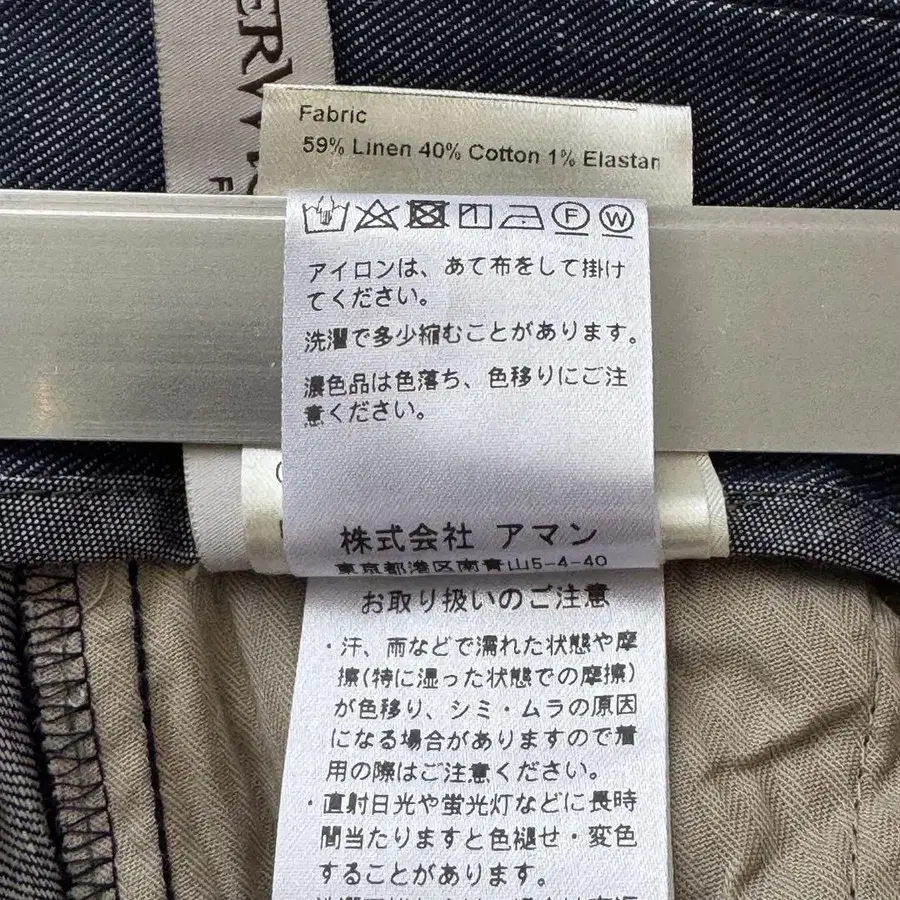 ERW
F
Fabric
59% Linen 40% Cotton 1% Elastan
F W
アイロンは、あて布をして掛け
てください。
洗濯で多少縮むことがあります。
濃色品は色落ち、色移りにご注
意ください。
株式会社 アマン
東京都港区南青山5-4-40
お取り扱いのご注意
・汗、雨などで濡れた状態や摩
擦(特に湿った状態での摩擦)
が色移り、シミ・ムラの原因
になる場合がありますので着
用の際はご注意ください。
・直射日光や蛍光灯などに長時
間当たりますと色褪せ・変色
することがあります。